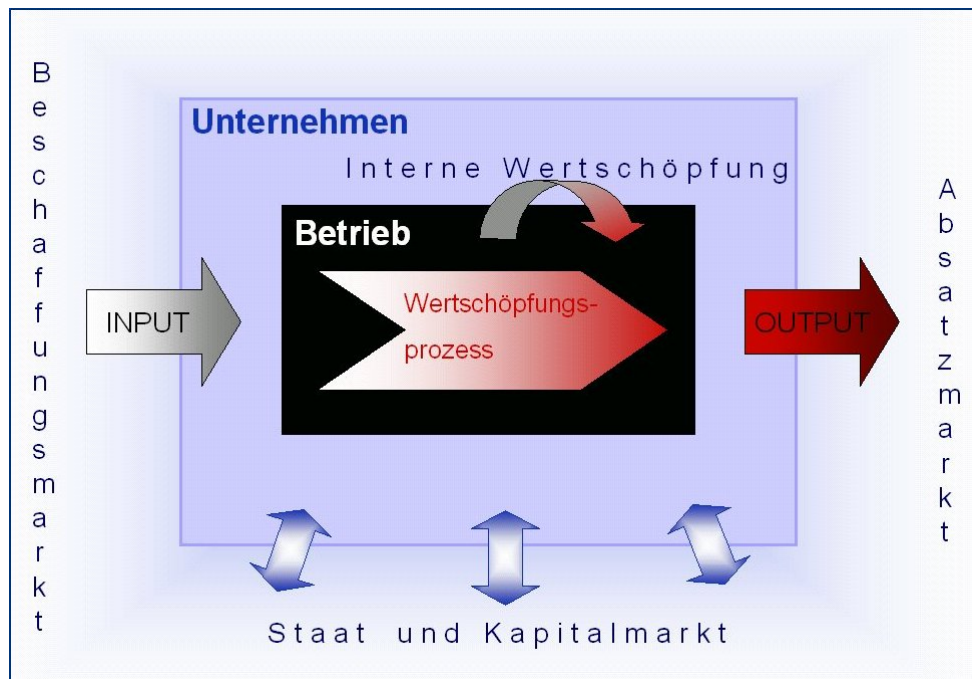 Beschaffungsmarkt
Unternehmen
Interne Wertschöpfung
Betrieb
INPUT
Wertschöpfungs-
prozess
OUTPUT
Absatzmarkt
Staat und Kapitalmarkt